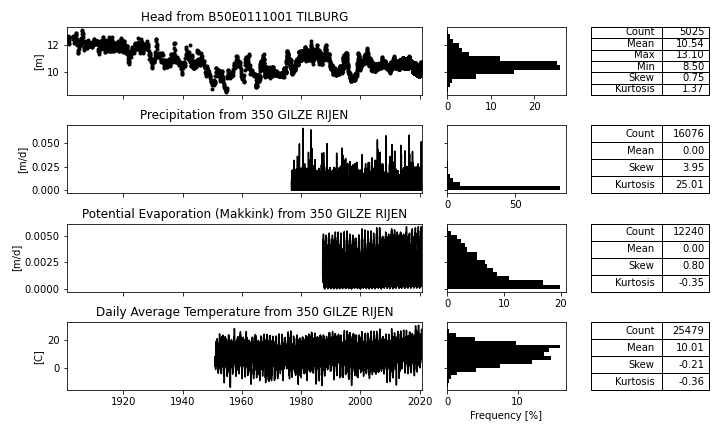 Head from B50E0111001 TILBURG
12
10
[m]
0 10 20
Count 5025
Mean 10.54
Max 13.10
Min 8.50
Skew 0.75
Kurtosis 1.37
Precipitation from 350 GILZE RIJEN
0.050
0.025
0.000
[m/d]
0 50
Count 16076
Mean 0.00
Skew 3.95
Kurtosis 25.01
Potential Evaporation (Makkink) from 350 GILZE RIJEN
0.0050
0.0025
0.0000
[m/d]
0 10 20
Count 12240
Mean 0.00
Skew 0.80
Kurtosis -0.35
Daily Average Temperature from 350 GILZE RIJEN
20
0
[C]
1920 1940 1960 1980 2000 2020
0 10
Frequency [%]
Count 25479
Mean 10.01
Skew -0.21
Kurtosis -0.36